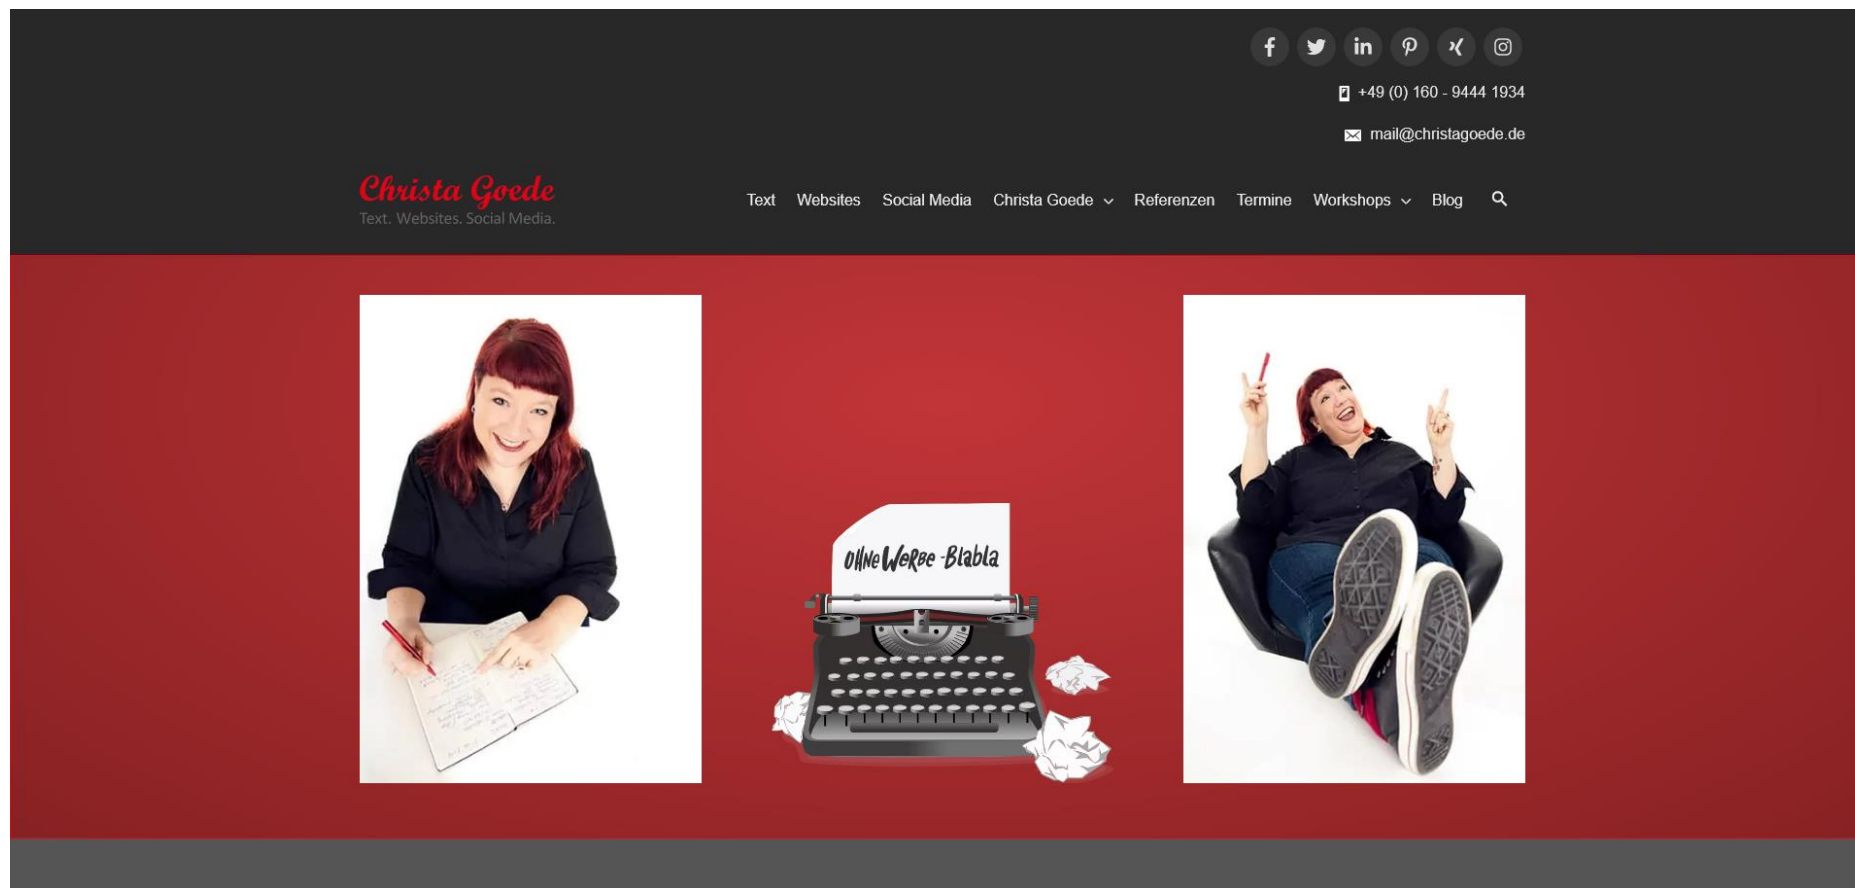 +49 (0) 160 - 9444 1934
mail@christagoede.de
Christa Goede
Text. Websites. Social Media.
Text Websites Social Media Christa Goede Referenzen Termine Workshops Blog
OHNE WERBE-Blabla